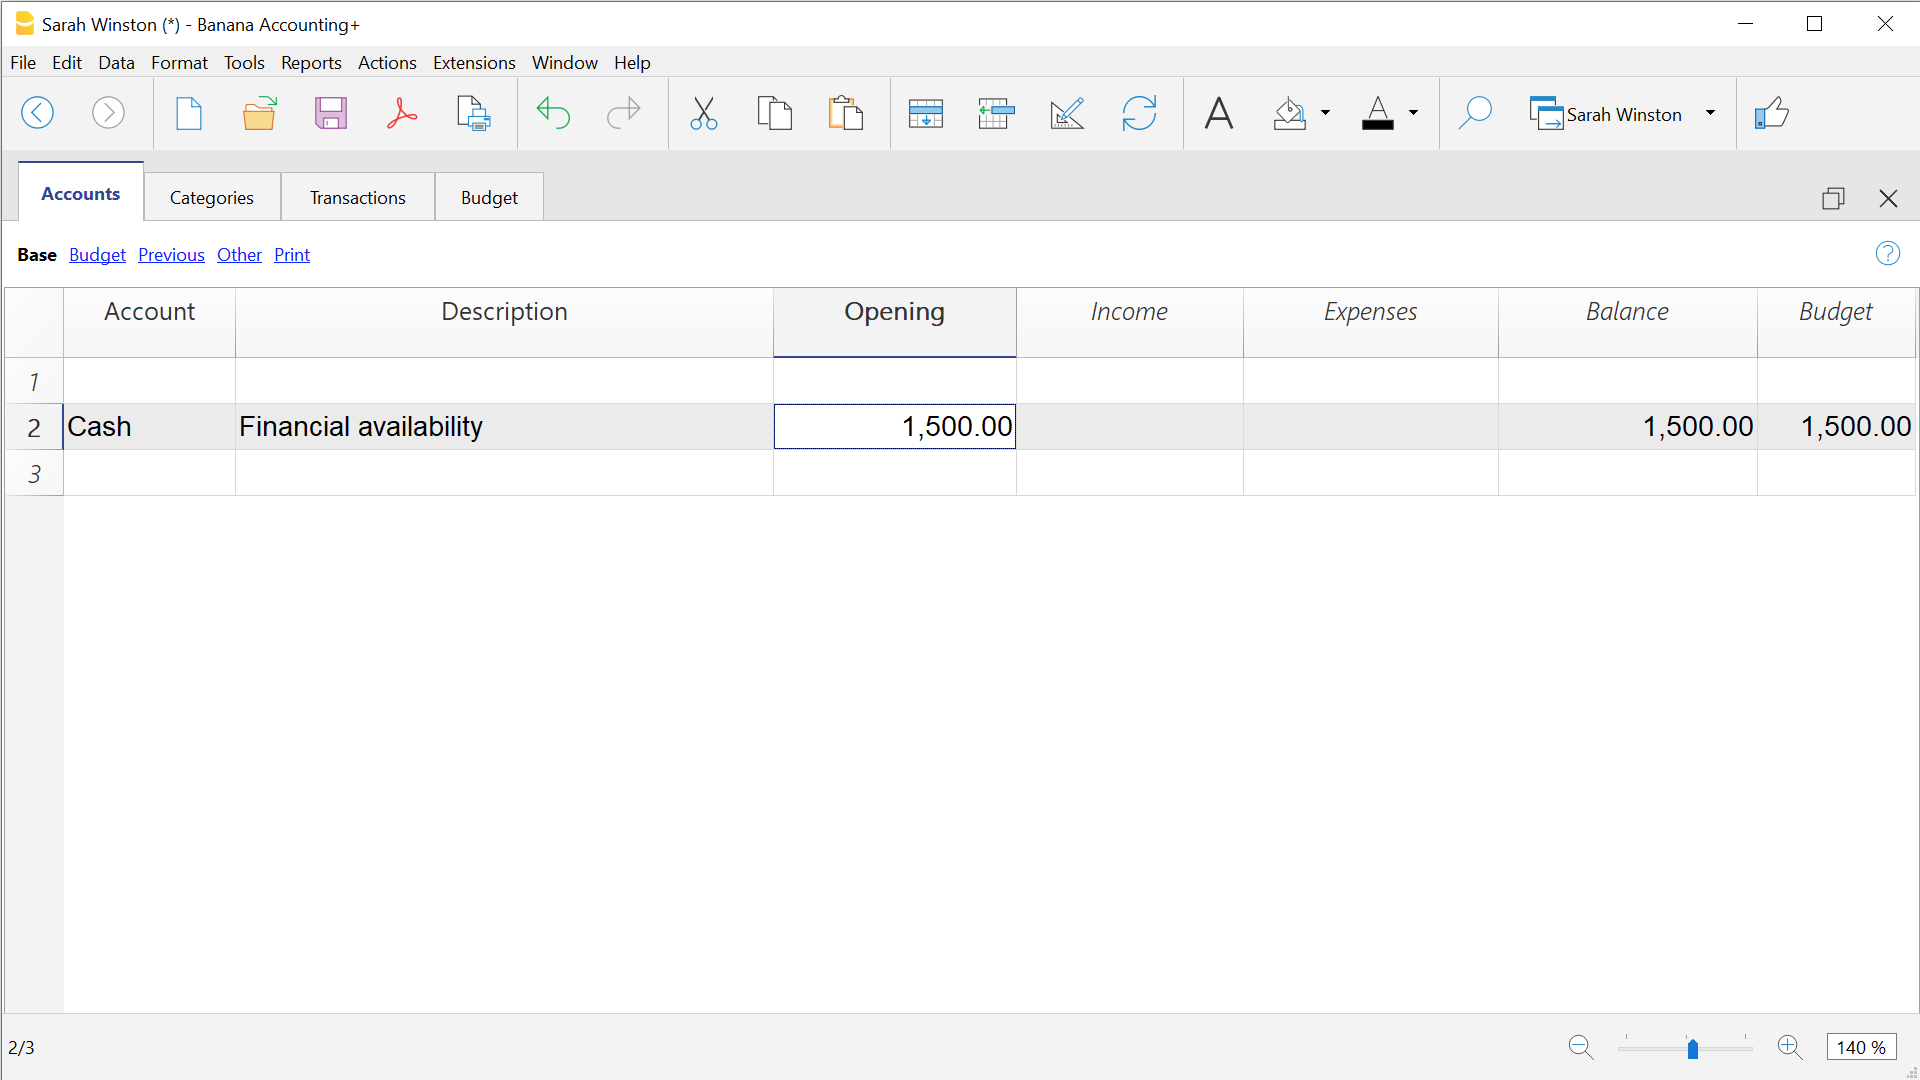 Sarah Winston (*) - Banana Accounting+
File Edit Data Format Tools Reports Actions Extensions Window Help
Sarah Winston
Accounts Categories Transactions Budget
Base Budget Previous Other Print
Account Description Opening Income Expenses Balance Budget
1
2 Cash Financial availability 1,500.00 1,500.00 1,500.00
3
2/3 140 %